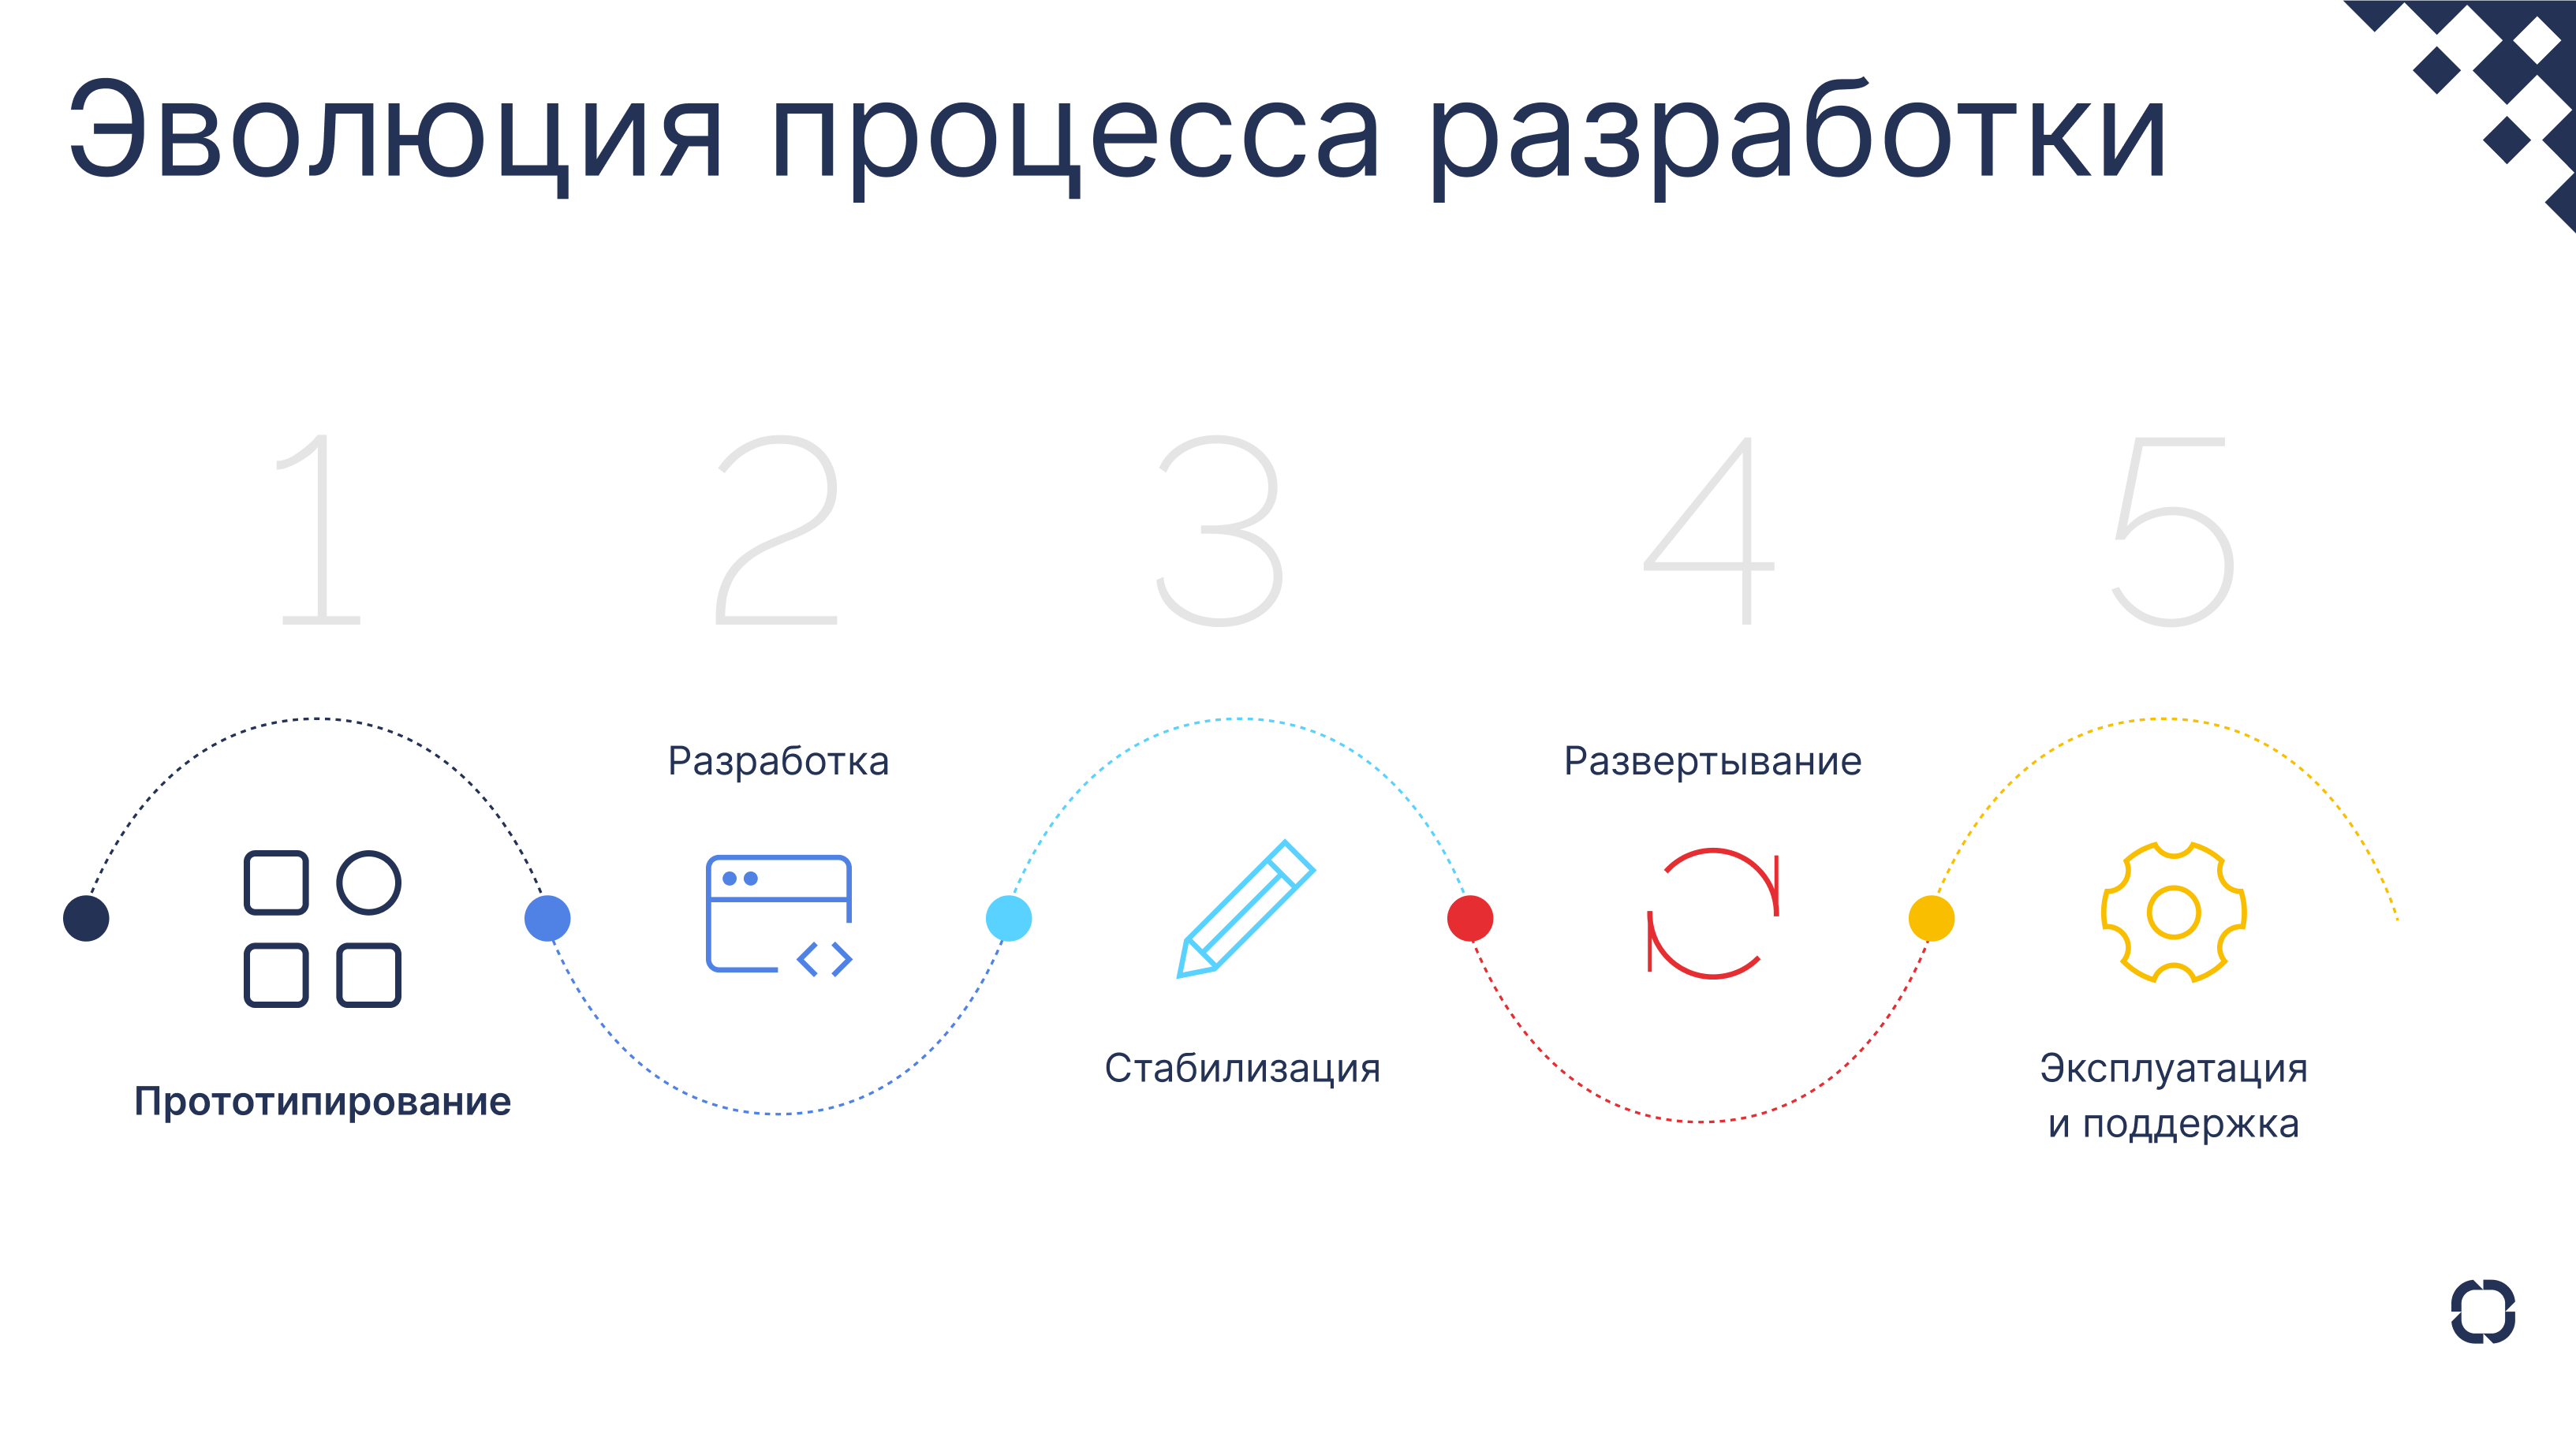 Эволюция процесса разработки
1
2
3
4
5
Разработка
Развертывание
Стабилизация
Эксплуатация
и поддержка
Прототипирование